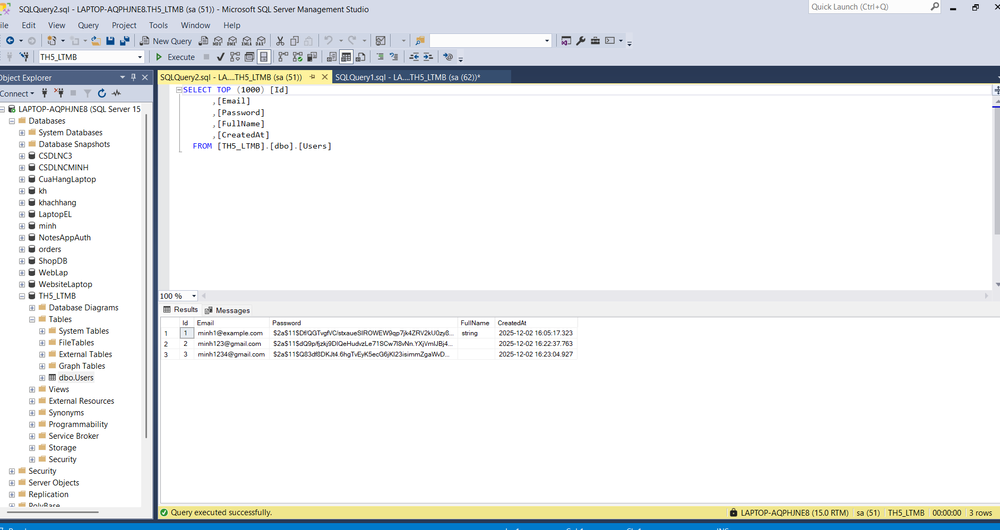 SQLQuery2.sql - LAPTOP-AQPHJNE8.TH5_LTMB (sa (51)) - Microsoft SQL Server Management Studio
Quick Launch (Ctrl+Q)
ile Edit View Query Project Tools Window Help
New Query
MDX DMX XMLA DAX
TH5_LTMB
Execute
Object Explorer
Connect
LAPTOP-AQPHJNE8 (SQL Server 15
Databases
System Databases
Database Snapshots
CSDLNC3
CSDLNCMINH
CuaHangLaptop
kh
khachhang
LaptopEL
minh
NotesAppAuth
orders
ShopDB
WebLap
WebsiteLaptop
TH5_LTMB
Database Diagrams
Tables
System Tables
FileTables
External Tables
Graph Tables
dbo.Users
Views
External Resources
Synonyms
Programmability
Service Broker
Storage
Security
Security
Server Objects
Replication
PolyBase
SQLQuery2.sql - LA....TH5_LTMB (sa (51))
SQLQuery1.sql - LA....TH5_LTMB (sa (62))*
SELECT TOP (1000) [Id]
,[Email]
,[Password]
,[FullName]
,[CreatedAt]
FROM [TH5_LTMB].[dbo].[Users]
100 %
Results Messages
Id Email Password FullName CreatedAt
1 1 minh1@example.com $2a$11$Df/QGTvgfVC/stxaueSIROWEW9qp7jk4ZRV2kU0zy8... string 2025-12-02 16:05:17.323
2 2 minh123@gmail.com $2a$11$dQ9p/fjzkj9DIQeHudvzLe71SCw7I8vNn.YXjVmIJBj4... 2025-12-02 16:22:37.763
3 3 minh1234@gmail.com $2a$11$Q83df8DKJt4.6hgTvEyK5ecG6jKI23isimmZgaWvD... 2025-12-02 16:23:04.927
Query executed successfully.
LAPTOP-AQPHJNE8 (15.0 RTM) sa (51) TH5_LTMB 00:00:00 3 rows